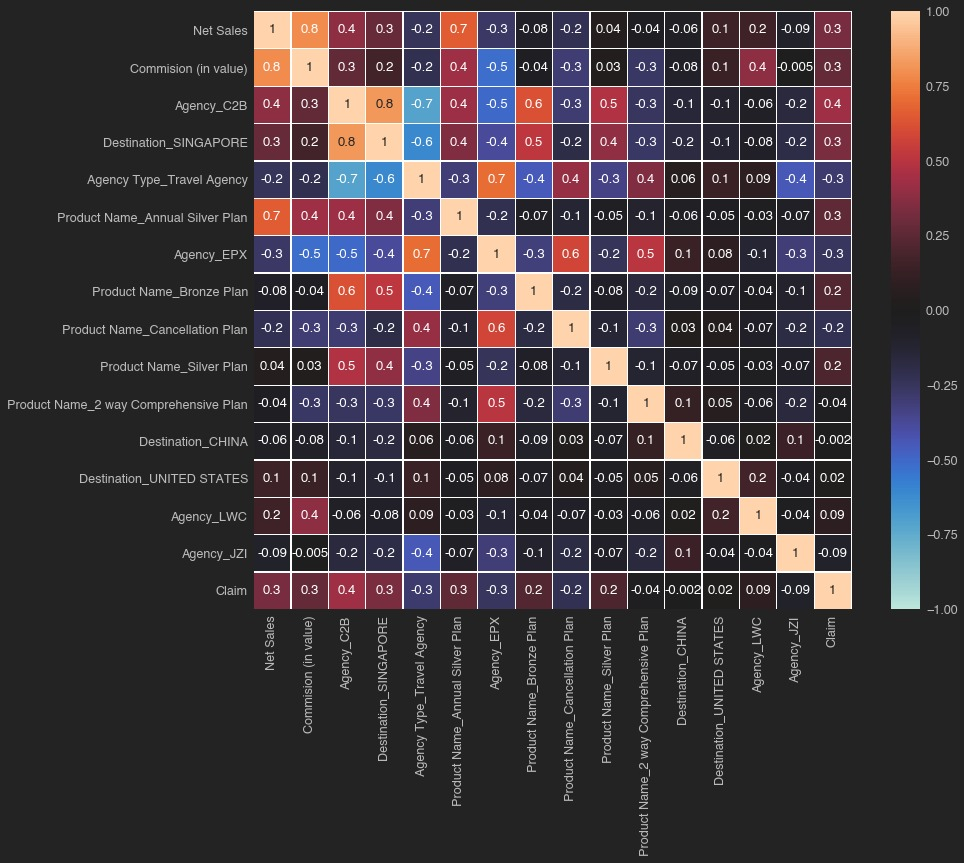 Net Sales 1 0.8 0.4 0.3 -0.2 0.7 -0.3 -0.08 -0.2 0.04 -0.04 -0.06 0.1 0.2 -0.09 0.3
Commision (in value) 0.8 1 0.3 0.2 -0.2 0.4 -0.5 -0.04 -0.3 0.03 -0.3 -0.08 0.1 0.4 -0.005 0.3
Agency_C2B 0.4 0.3 1 0.8 -0.7 0.4 -0.5 0.6 -0.3 0.5 -0.3 -0.1 -0.1 -0.06 -0.2 0.4
Destination_SINGAPORE 0.3 0.2 0.8 1 -0.6 0.4 -0.4 0.5 -0.2 0.4 -0.3 -0.2 -0.1 -0.08 -0.2 0.3
Agency Type_Travel Agency -0.2 -0.2 -0.7 -0.6 1 -0.3 0.7 -0.4 0.4 -0.3 0.4 0.06 0.1 0.09 -0.4 -0.3
Product Name_Annual Silver Plan 0.7 0.4 0.4 0.4 -0.3 1 -0.2 -0.07 -0.1 -0.05 -0.1 -0.06 -0.05 -0.03 -0.07 0.3
Agency_EPX -0.3 -0.5 -0.5 -0.4 0.7 -0.2 1 -0.3 0.6 -0.2 0.5 0.1 0.08 -0.1 -0.3 -0.3
Product Name_Bronze Plan -0.08 -0.04 0.6 0.5 -0.4 -0.07 -0.3 1 -0.2 -0.08 -0.2 -0.09 -0.07 -0.04 -0.1 0.2
Product Name_Cancellation Plan -0.2 -0.3 -0.3 -0.2 0.4 -0.1 0.6 -0.2 1 -0.1 -0.3 0.03 0.04 -0.07 -0.2 -0.2
Product Name_Silver Plan 0.04 0.03 0.5 0.4 -0.3 -0.05 -0.2 -0.08 -0.1 1 -0.1 -0.07 -0.05 -0.03 -0.07 0.2
Product Name_2 way Comprehensive Plan -0.04 -0.3 -0.3 -0.3 0.4 -0.1 0.5 -0.2 -0.3 -0.1 1 0.1 0.05 -0.06 -0.2 -0.04
Destination_CHINA -0.06 -0.08 -0.1 -0.2 0.06 -0.06 0.1 -0.09 0.03 -0.07 0.1 1 -0.06 0.02 0.1 -0.002
Destination_UNITED STATES 0.1 0.1 -0.1 -0.1 0.1 -0.05 0.08 -0.07 0.04 -0.05 0.05 -0.06 1 0.2 -0.04 0.02
Agency_LWC 0.2 0.4 -0.06 -0.08 0.09 -0.03 -0.1 -0.04 -0.07 -0.03 -0.06 0.02 0.2 1 -0.04 0.09
Agency_JZI -0.09 -0.005 -0.2 -0.2 -0.4 -0.07 -0.3 -0.1 -0.2 -0.07 -0.2 0.1 -0.04 -0.04 1 -0.09
Claim 0.3 0.3 0.4 0.3 -0.3 0.3 -0.3 0.2 -0.2 0.2 -0.04 -0.002 0.02 0.09 -0.09 1
Net Sales
Commision (in value)
Agency_C2B
Destination_SINGAPORE
Agency Type_Travel Agency
Product Name_Annual Silver Plan
Agency_EPX
Product Name_Bronze Plan
Product Name_Cancellation Plan
Product Name_Silver Plan
Product Name_2 way Comprehensive Plan
Destination_CHINA
Destination_UNITED STATES
Agency_LWC
Agency_JZI
Claim
1.00
0.75
0.50
0.25
0.00
−0.25
−0.50
−0.75
−1.00